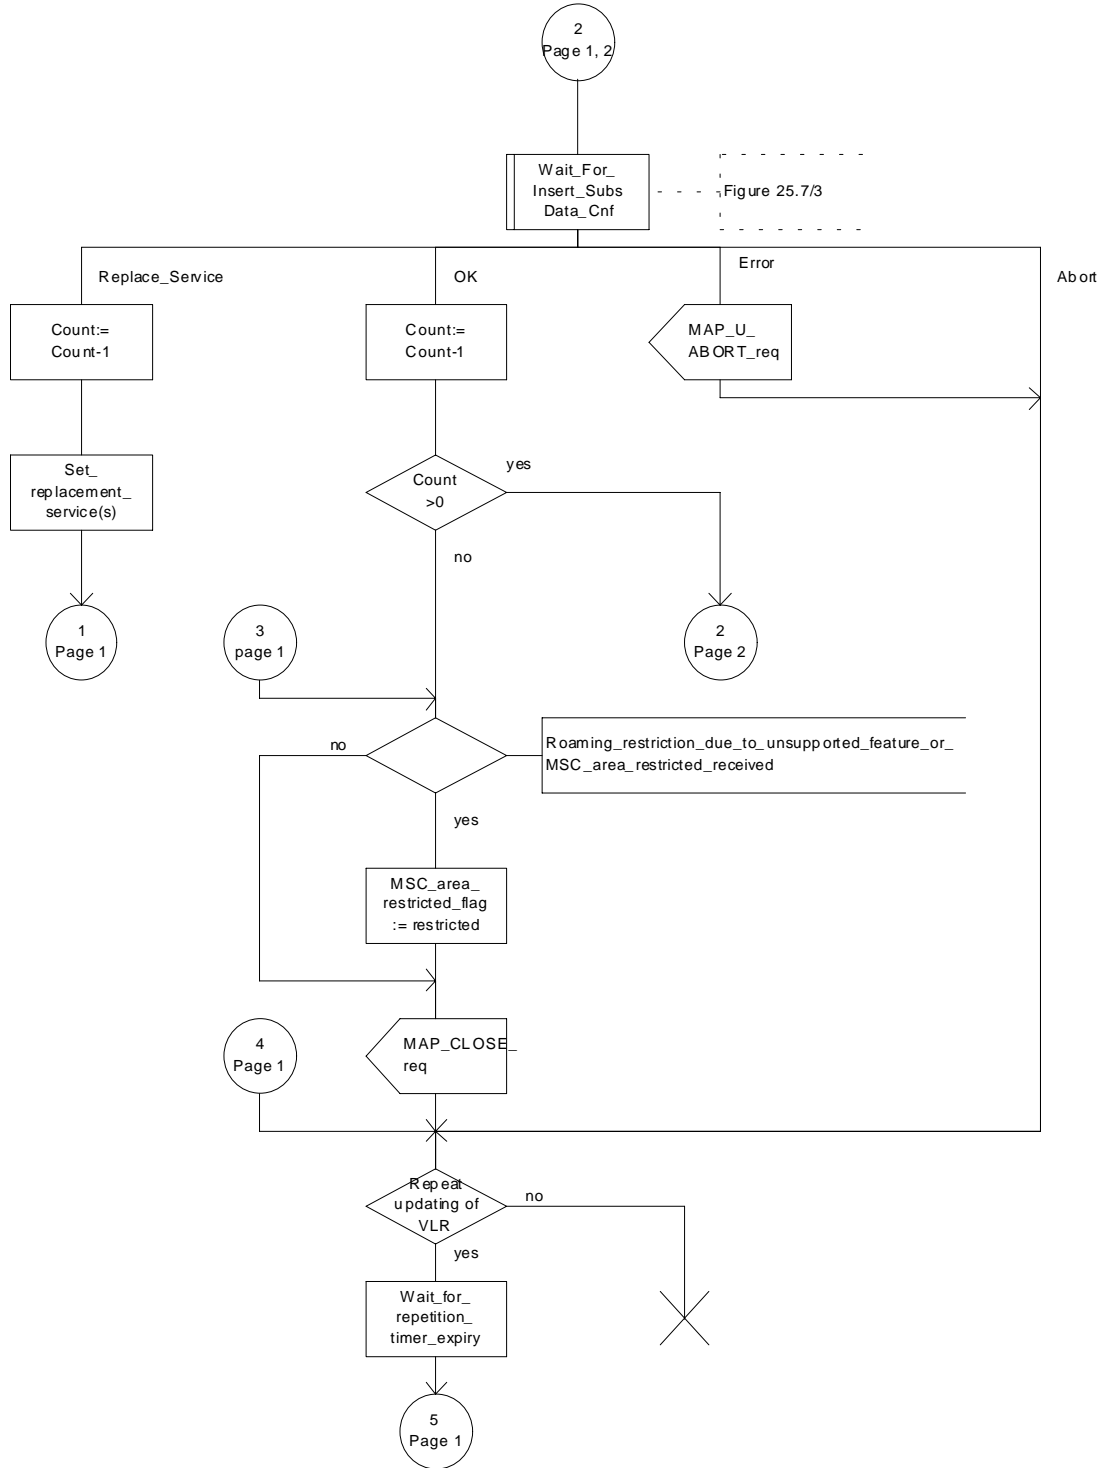 2
Page 1, 2
Wait_For_
Insert_Subs
Data_Cnf
Figure 25.7/3
Replace_Service
OK
Error
Abort
Count:=
Count-1
Count:=
Count-1
MAP_U_
ABORT_req
Set_
replacement_
service(s)
Count
>0
yes
no
1
Page 1
3
page 1
2
Page 2
no
Roaming_restriction_due_to_unsupported_feature_or_
MSC_area_restricted_received
yes
MSC_area_
restricted_flag
:= restricted
4
Page 1
MAP_CLOSE_
req
Repeat
updating of
VLR
no
yes
Wait_for_
repetition_
timer_expiry
5
Page 1